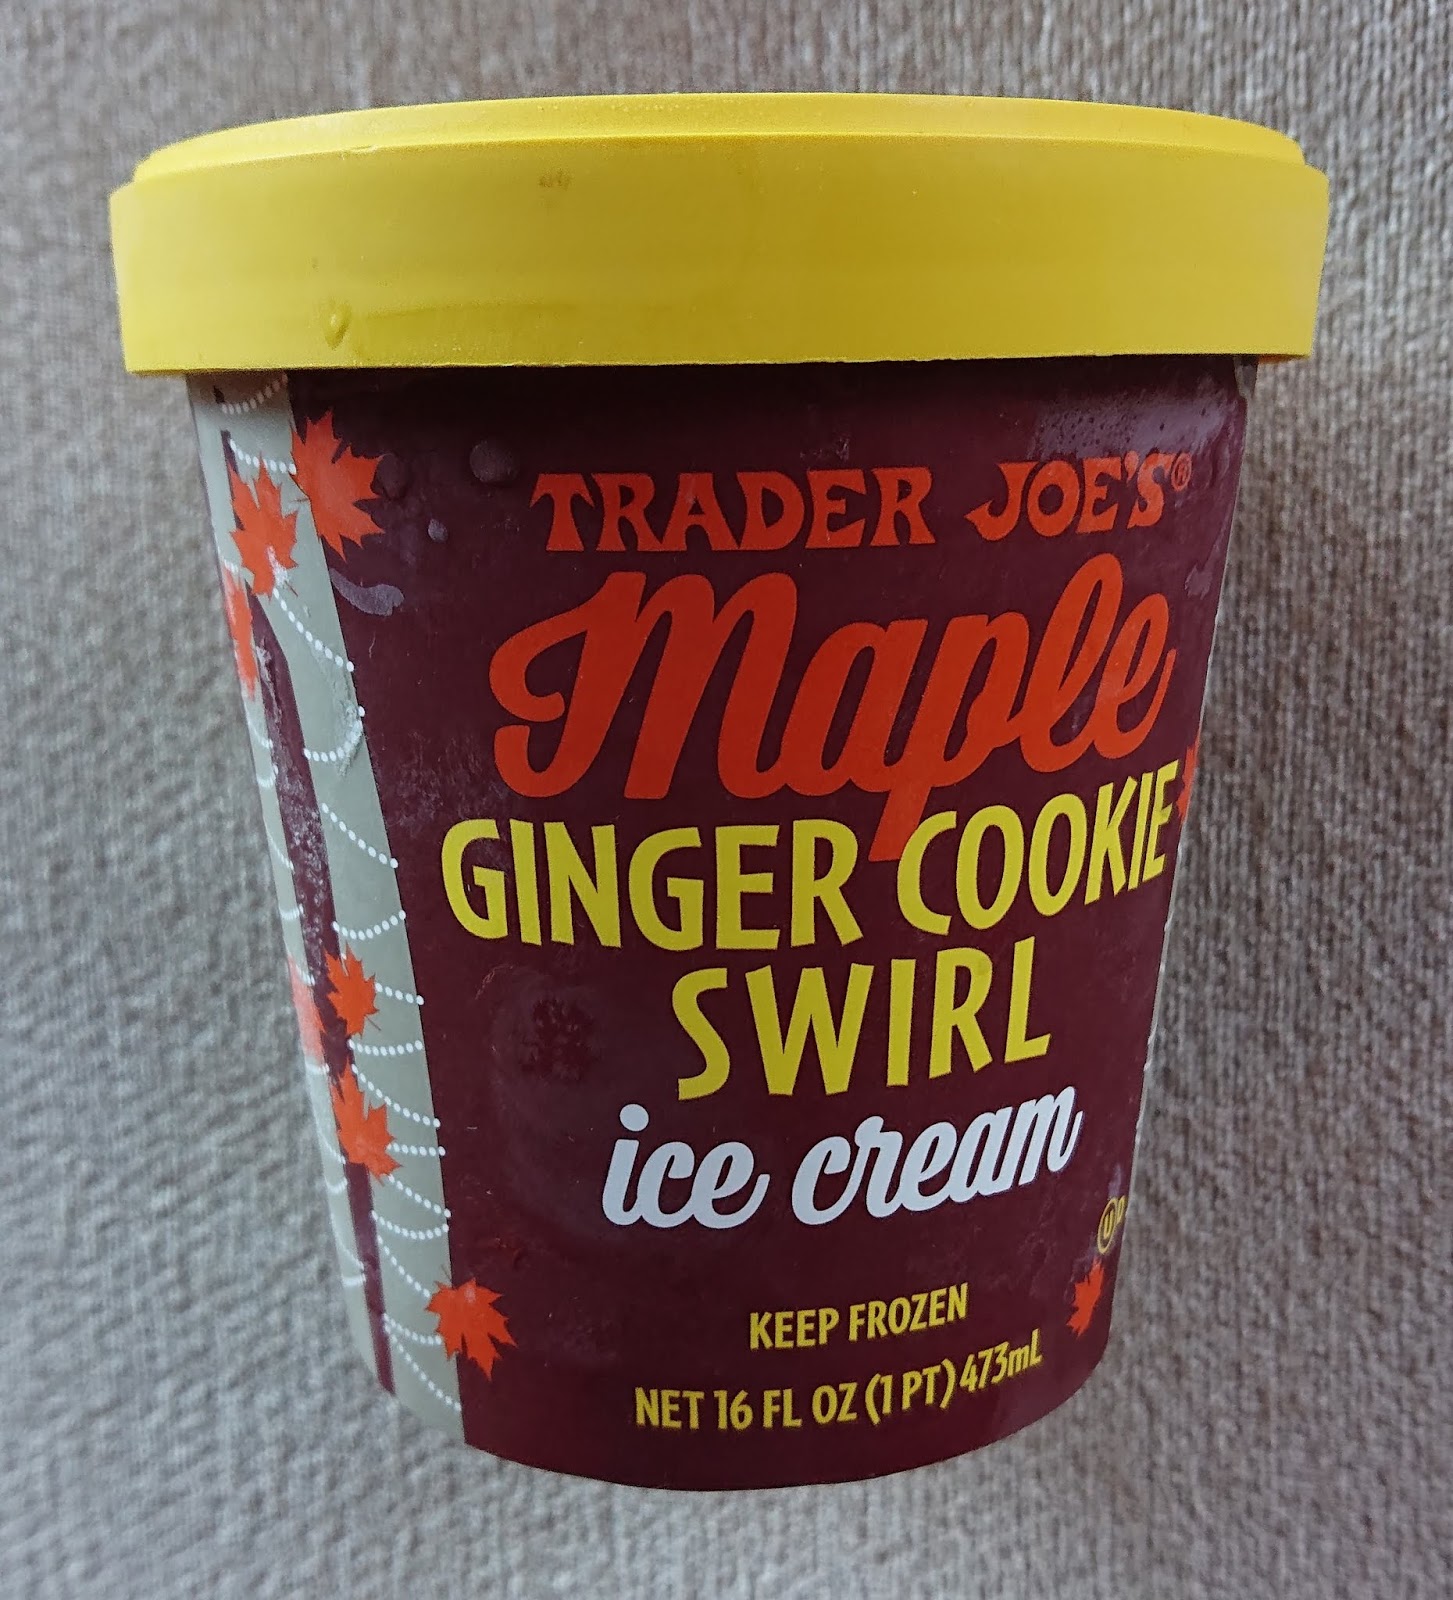 TRADER JOE'S®
Maple
GINGER COOKIE
SWIRL
ice cream
U D
KEEP FROZEN
NET 16 FL OZ (1 PT) 473mL